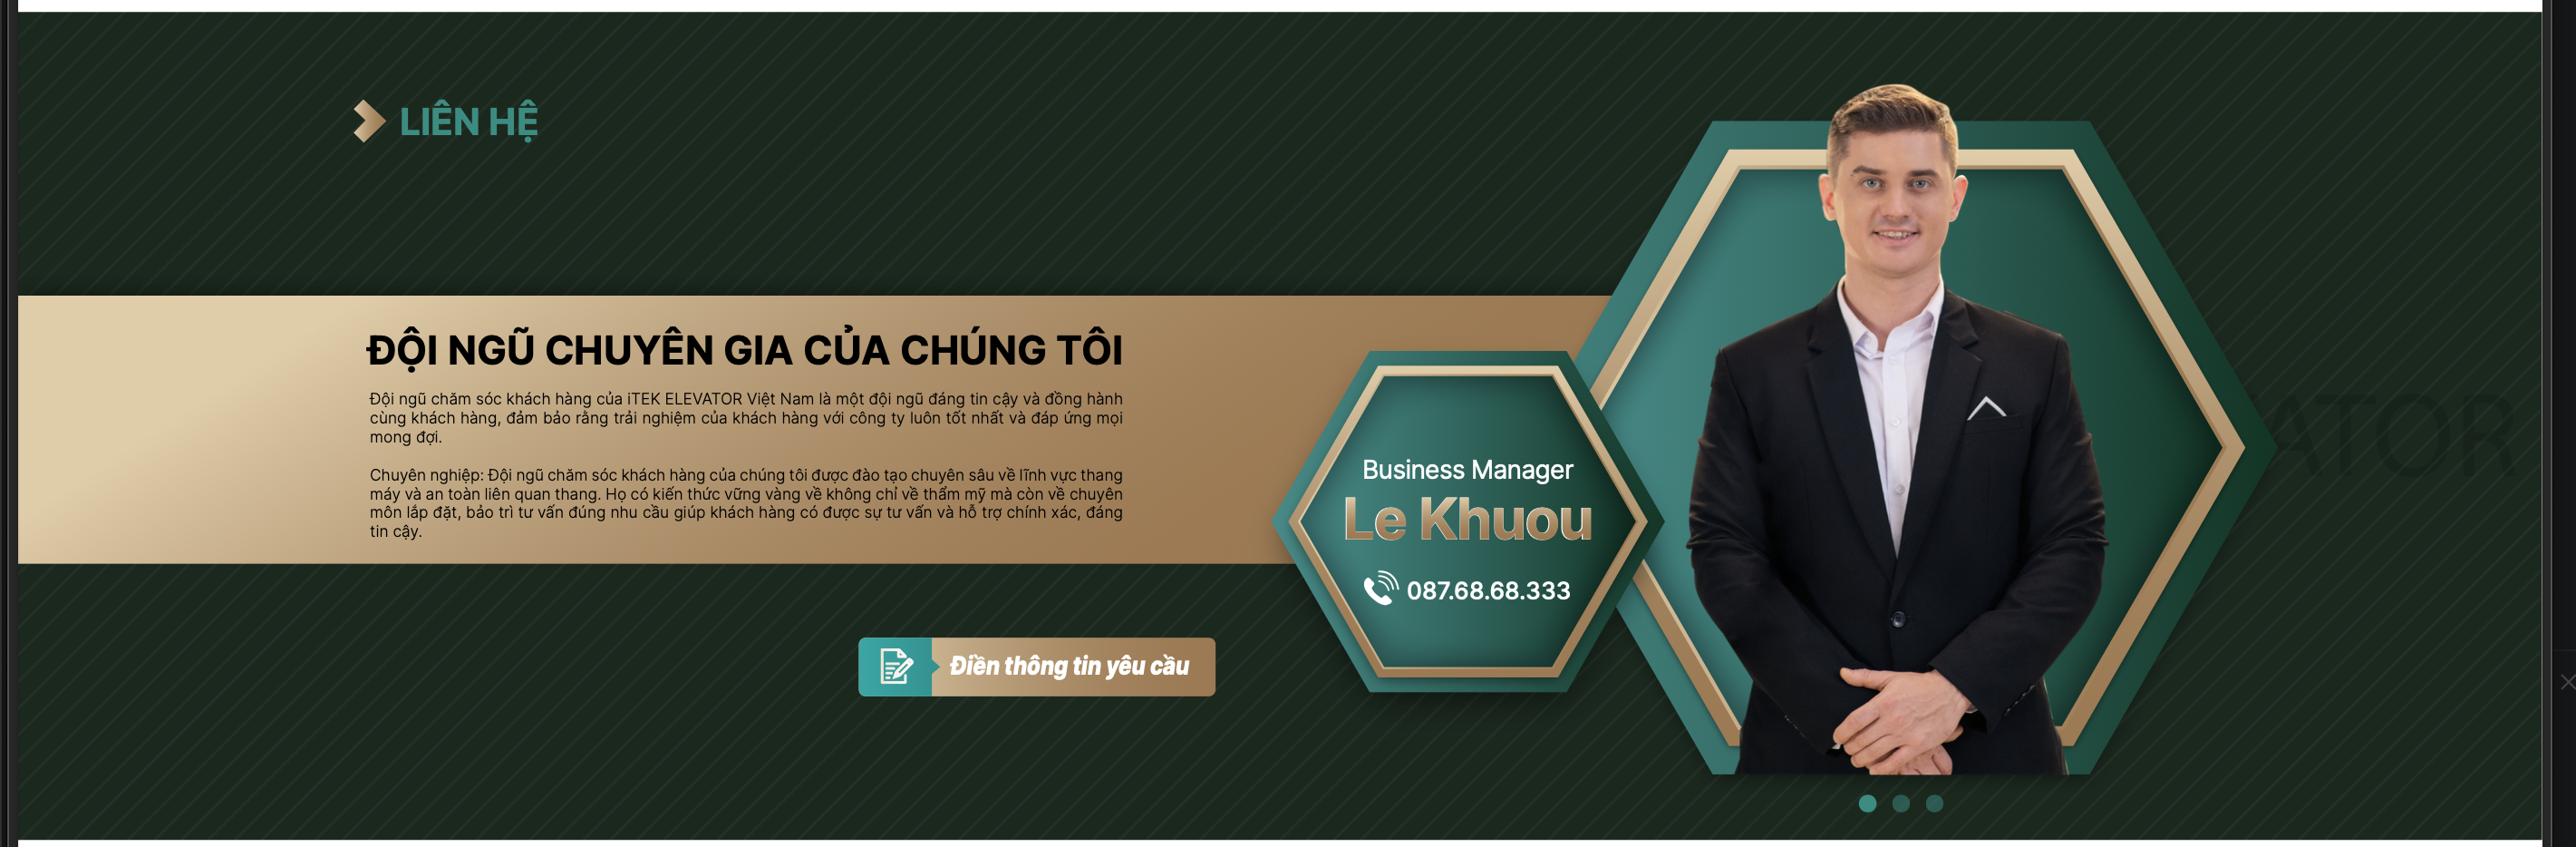 LIÊN HỆ
ĐỘI NGŨ CHUYÊN GIA CỦA CHÚNG TÔI
Đội ngũ chăm sóc khách hàng của iTEK ELEVATOR Việt Nam là một đội ngũ đáng tin cậy và đồng hành
cùng khách hàng, đảm bảo rằng trải nghiệm của khách hàng với công ty luôn tốt nhất và đáp ứng mọi
mong đợi.
Chuyên nghiệp: Đội ngũ chăm sóc khách hàng của chúng tôi được đào tạo chuyên sâu về lĩnh vực thang
máy và an toàn liên quan thang. Họ có kiến thức vững vàng về không chỉ về thẩm mỹ mà còn về chuyên
môn lắp đặt, bảo trì tư vấn đúng nhu cầu giúp khách hàng có được sự tư vấn và hỗ trợ chính xác, đáng
tin cậy.
Điền thông tin yêu cầu
Business Manager
Le Khuou
087.68.68.333
ATOR